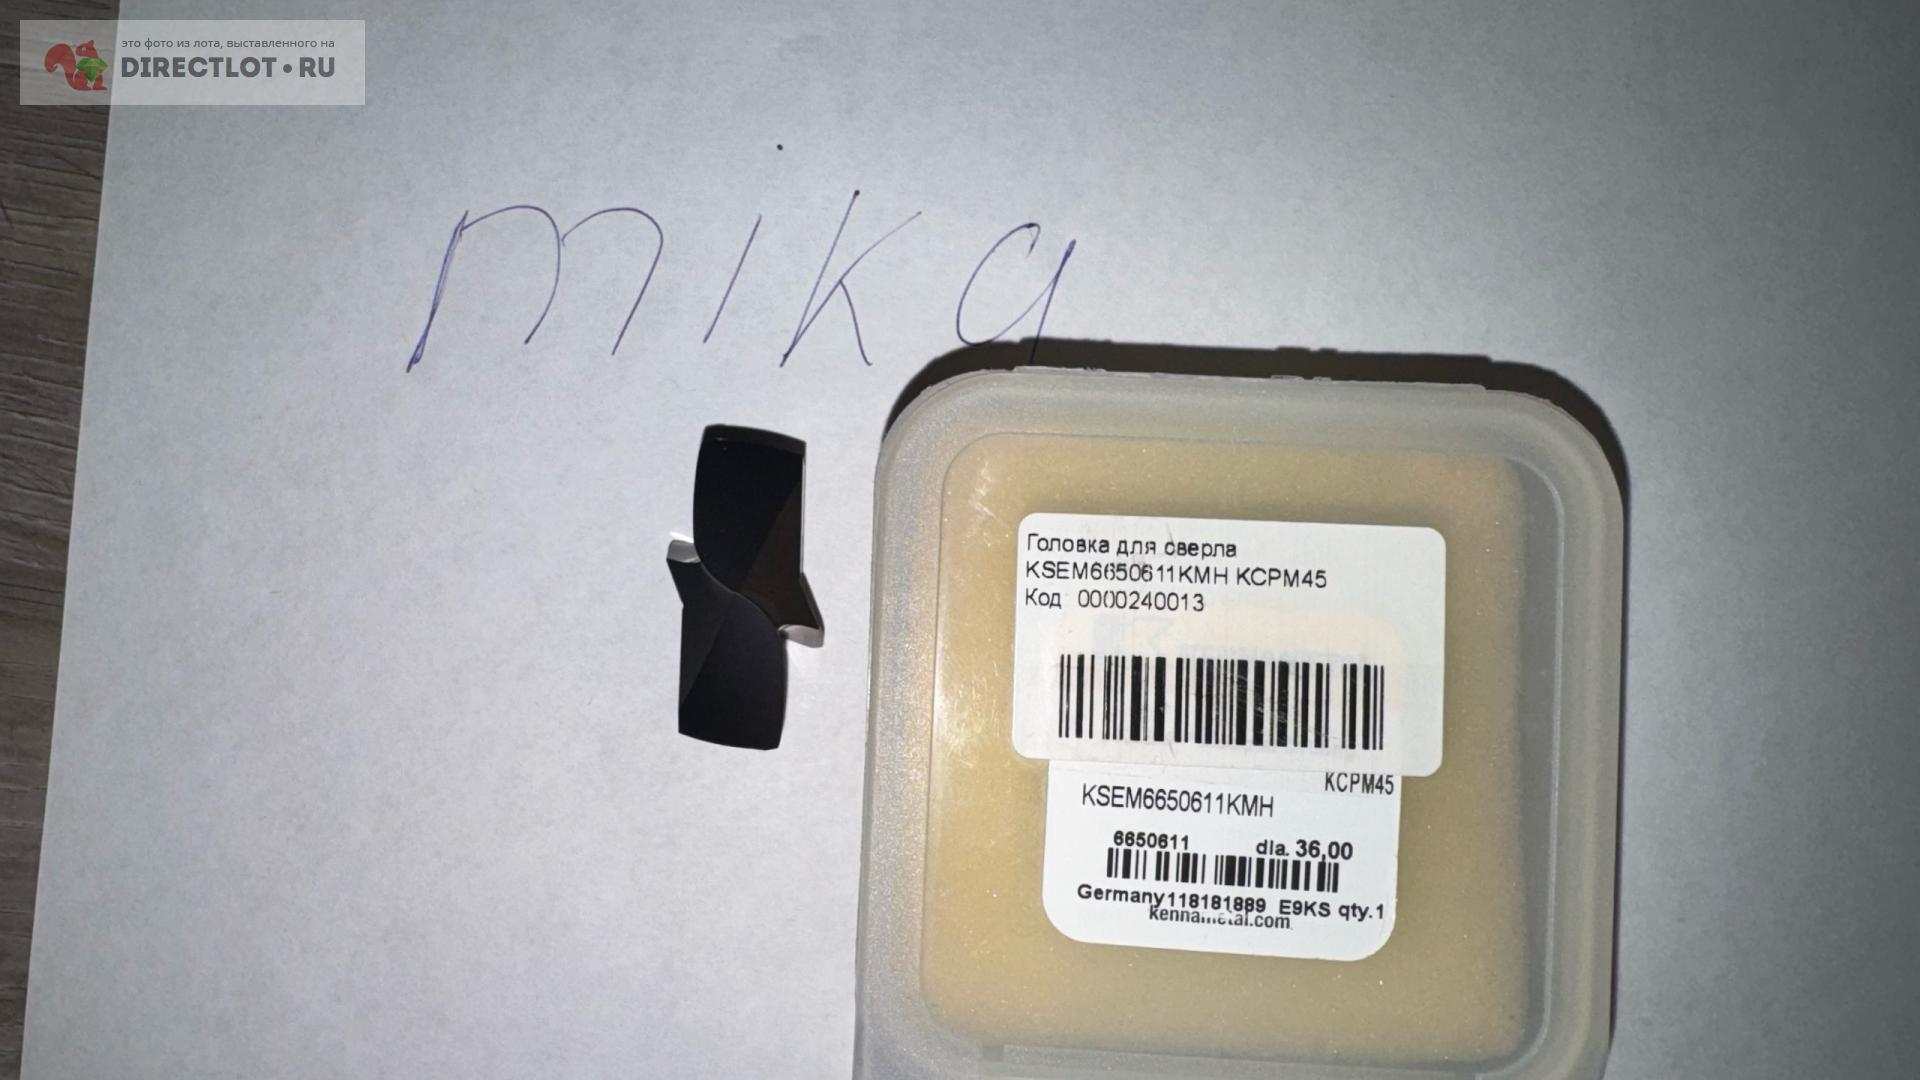 это фото из лота, выставленного на
DIRECTLOT•RU
mika
Головка для сверла
KSEM6650611KMH KCPM45
Код 0000240013
KCPM45
KSEM6650611KMH
6650611 dia. 36,00
Germany118181889 E9KS qty.1
kennametal.com